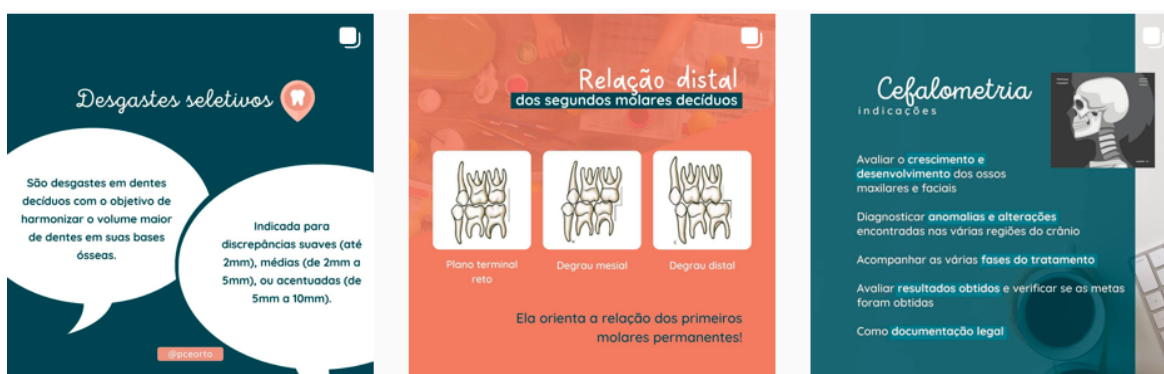 Desgastes seletivos
São desgastes em dentes
decíduos com o objetivo de
harmonizar o volume maior
de dentes em suas bases
ósseas.
Indicada para
discrepâncias suaves (até
2mm), médias (de 2mm a
5mm), ou acentuadas (de
5mm a 10mm).
@pceorto
Relação distal
dos segundos molares decíduos
Plano terminal
reto
Degrau mesial
Degrau distal
Ela orienta a relação dos primeiros
molares permanentes!
Cefalometria
indicações
Avaliar o crescimento e
desenvolvimento dos ossos
maxilares e faciais
Diagnosticar anomalias e alterações
encontradas nas várias regiões do crânio
Acompanhar as várias fases do tratamento
Avaliar resultados obtidos e verificar se as metas
foram obtidas
Como documentação legal